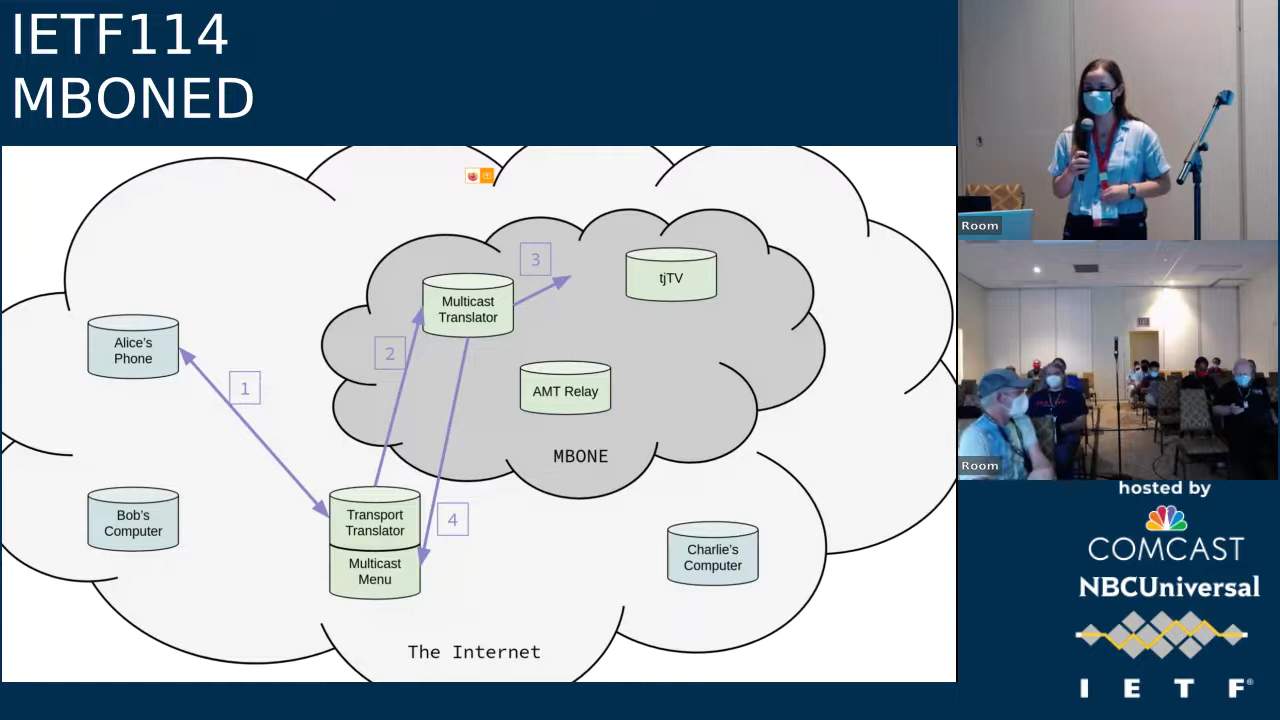 IETF114
MBONED
3
tjTV
Multicast
Translator
Alice's
Phone
2
1
AMT Relay
MBONE
Bob's
Computer
Transport
Translator
4
Multicast
Menu
Charlie's
Computer
The Internet
Room
Room
hosted by
COMCAST
NBCUniversal
I E T F®